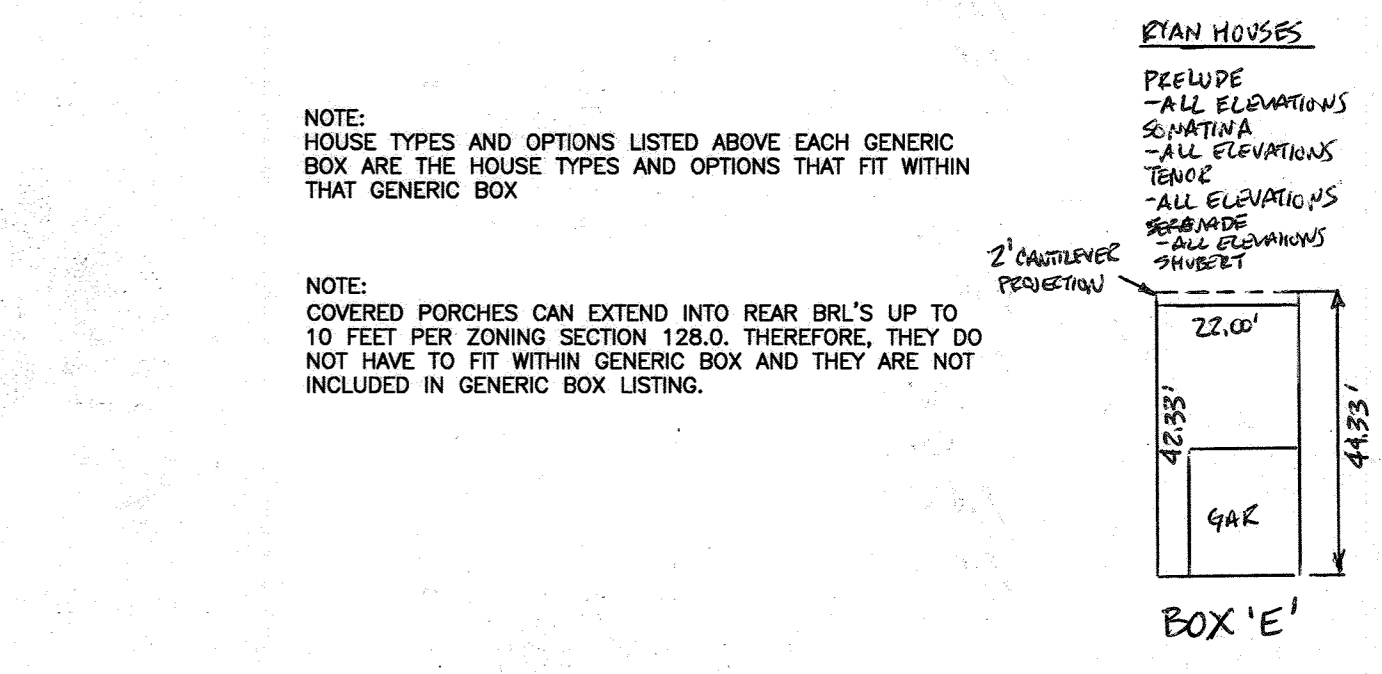 RYAN HOUSES
PRELUDE
-ALL ELEVATIONS
SONATINA
-ALL ELEVATIONS
TENOR
-ALL ELEVATIONS
SERENADE
-ALL ELEVATIONS
SHUBERT
NOTE:
HOUSE TYPES AND OPTIONS LISTED ABOVE EACH GENERIC
BOX ARE THE HOUSE TYPES AND OPTIONS THAT FIT WITHIN
THAT GENERIC BOX
NOTE:
COVERED PORCHES CAN EXTEND INTO REAR BRL'S UP TO
10 FEET PER ZONING SECTION 128.0. THEREFORE, THEY DO
NOT HAVE TO FIT WITHIN GENERIC BOX AND THEY ARE NOT
INCLUDED IN GENERIC BOX LISTING.
2' CANTILEVER
PROJECTION
22.00'
42.33'
44.33'
GAR
BOX 'E'